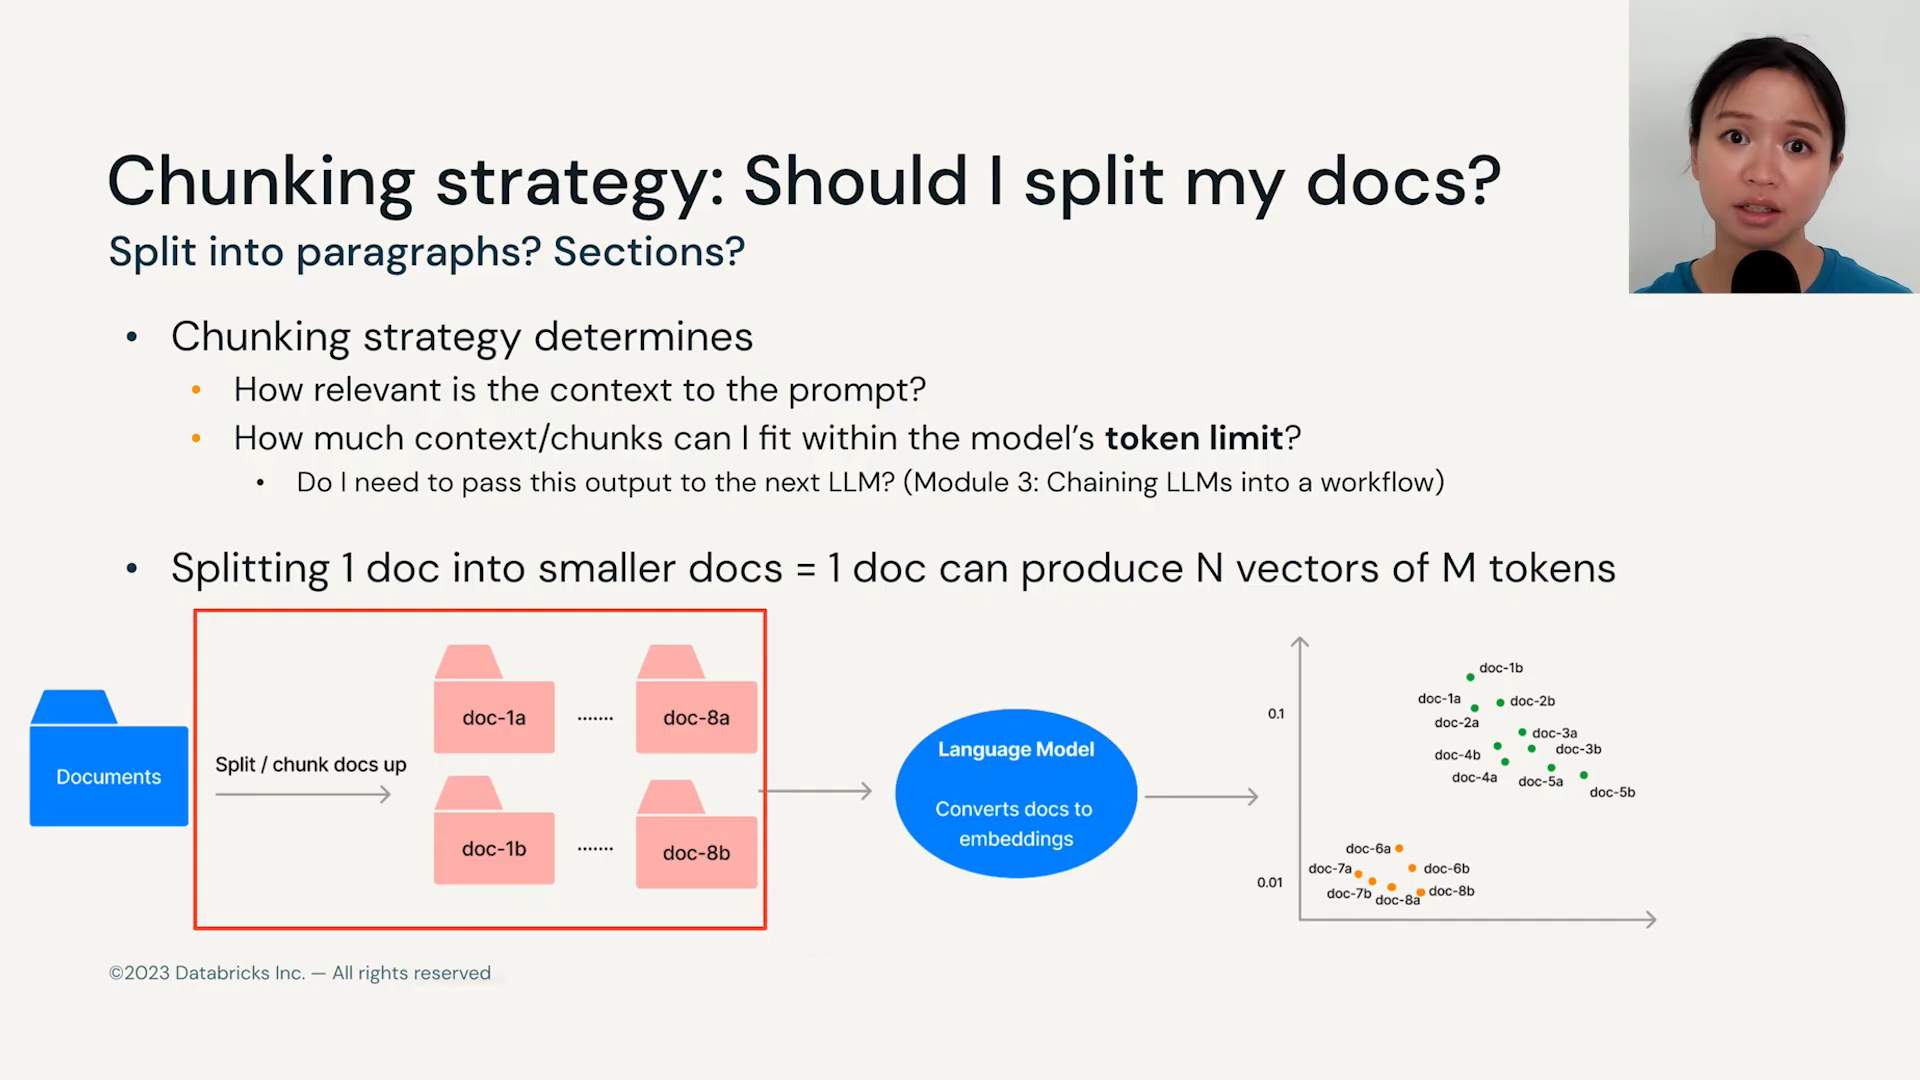 Chunking strategy: Should I split my docs?
Split into paragraphs? Sections?
• Chunking strategy determines
• How relevant is the context to the prompt?
• How much context/chunks can I fit within the model's token limit?
• Do I need to pass this output to the next LLM? (Module 3: Chaining LLMs into a workflow)
• Splitting 1 doc into smaller docs = 1 doc can produce N vectors of M tokens
Documents
Split / chunk docs up
doc-1a ....... doc-8a
doc-1b ....... doc-8b
Language Model
Converts docs to
embeddings
0.1
0.01
doc-1b
doc-1a
doc-2b
doc-2a
doc-3a
doc-3b
doc-4b
doc-4a
doc-5a
doc-5b
doc-6a
doc-7a
doc-6b
doc-7b
doc-8a
doc-8b
©2023 Databricks Inc. — All rights reserved